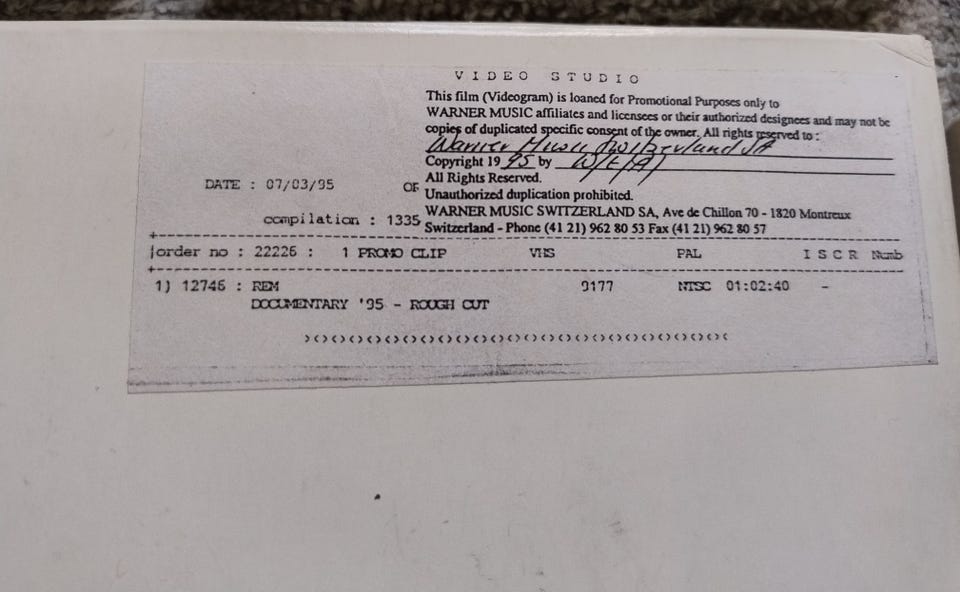 VIDEO STUDIO
This film (Videogram) is loaned for Promotional Purposes only to
WARNER MUSIC affiliates and licensees or their authorized designees and may not be
copies of duplicated specific consent of the owner. All rights reserved to :
Warner Music Switzerland SA
Copyright 19 95 by
All Rights Reserved.
DATE : 07/03/95 OF
Unauthorized duplication prohibited.
WARNER MUSIC SWITZERLAND SA, Ave de Chillon 70 - 1820 Montreux
compilation : 1335
Switzerland - Phone (41 21) 962 80 53 Fax (41 21) 962 80 57
order no : 22226 : 1 PROMO CLIP VHS PAL ISCR Numb
1) 12746 : REM 9177 NTSC 01:02:40 -
DOCUMENTARY '95 - ROUGH CUT